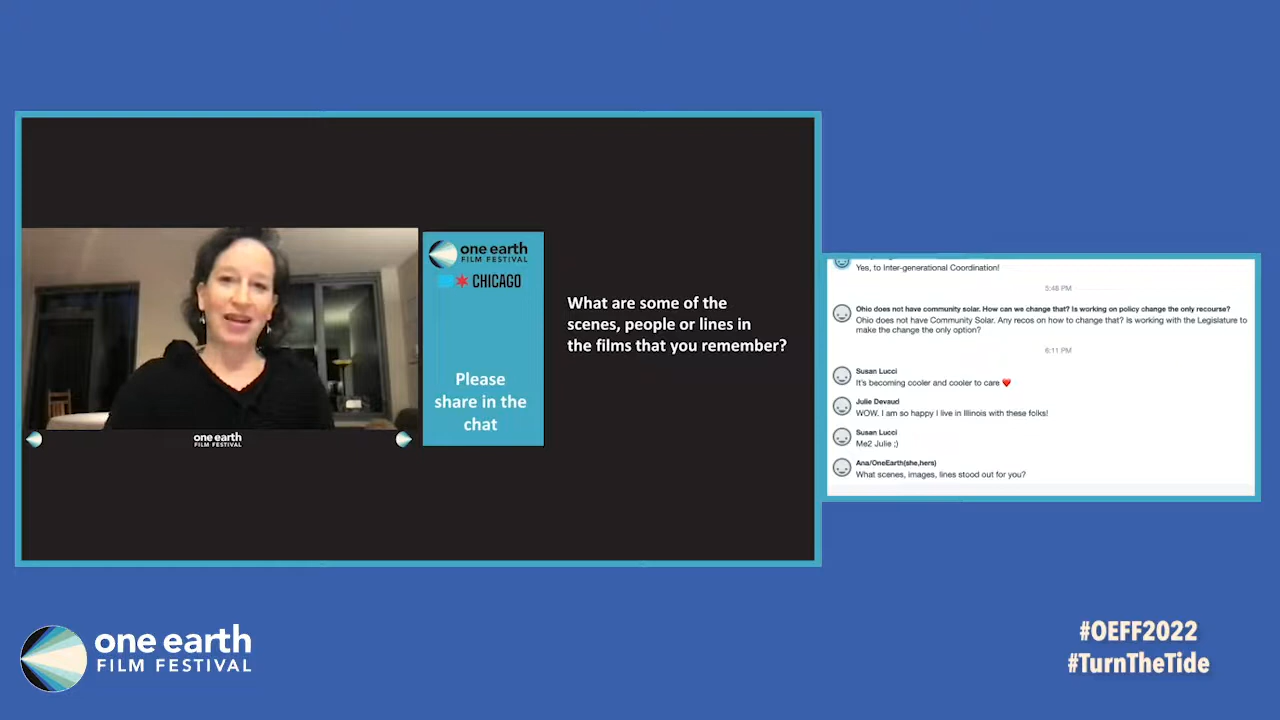 one earth
FILM FESTIVAL
CHICAGO
Please
share in the
chat
What are some of the
scenes, people or lines in
the films that you remember?
one earth
FILM FESTIVAL
Yes, to Inter-generational Coordination!
5:48 PM
Ohio does not have community solar. How can we change that? Is working on policy change the only recourse?
Ohio does not have Community Solar. Any recos on how to change that? Is working with the Legislature to
make the change the only option?
6:11 PM
Susan Lucci
It's becoming cooler and cooler to care ❤️
Julie Devaud
WOW. I am so happy I live in Illinois with these folks!
Susan Lucci
Me2 Julie ;)
Ana/OneEarth(she,hers)
What scenes, images, lines stood out for you?
one earth
FILM FESTIVAL
#OEFF2022
#TurnTheTide